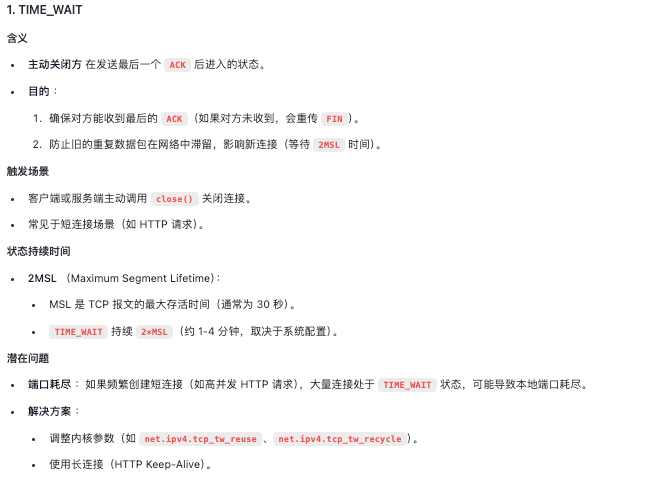 1. TIME_WAIT
含义
• 主动关闭方 在发送最后一个 ACK 后进入的状态。
• 目的：
1. 确保对方能收到最后的 ACK（如果对方未收到，会重传 FIN）。
2. 防止旧的重复数据包在网络中滞留，影响新连接（等待 2MSL 时间）。
触发场景
• 客户端或服务端主动调用 close() 关闭连接。
• 常见于短连接场景（如 HTTP 请求）。
状态持续时间
• 2MSL （Maximum Segment Lifetime）：
• MSL 是 TCP 报文的最大存活时间（通常为 30 秒）。
• TIME_WAIT 持续 2*MSL（约 1-4 分钟，取决于系统配置）。
潜在问题
• 端口耗尽： 如果频繁创建短连接（如高并发 HTTP 请求），大量连接处于 TIME_WAIT 状态，可能导致本地端口耗尽。
• 解决方案：
• 调整内核参数（如 net.ipv4.tcp_tw_reuse、net.ipv4.tcp_tw_recycle）。
• 使用长连接（HTTP Keep-Alive）。